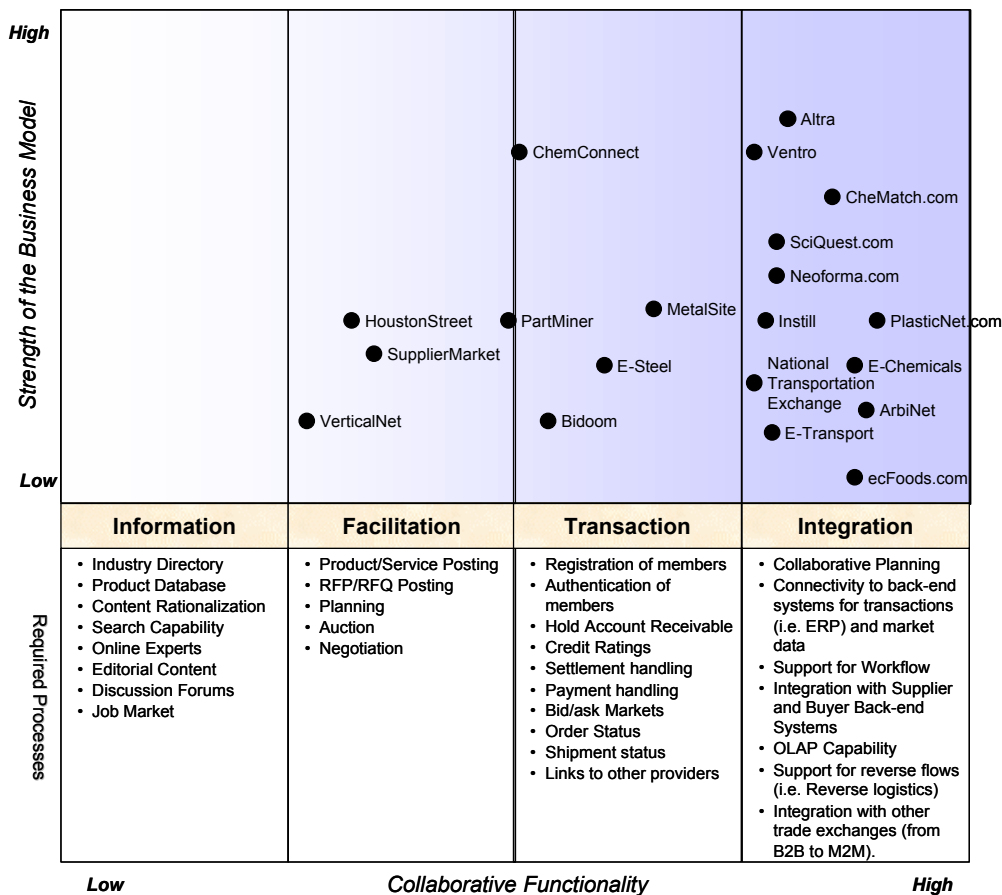 High
Strength of the Business Model
Low
Altra
ChemConnect
Ventro
CheMatch.com
SciQuest.com
Neoforma.com
MetalSite
HoustonStreet
PartMiner
Instill
PlasticNet.com
SupplierMarket
E-Steel
National
Transportation
Exchange
E-Chemicals
ArbiNet
VerticalNet
Bidoom
E-Transport
ecFoods.com
Information
Facilitation
Transaction
Integration
Required Processes
• Industry Directory
• Product Database
• Content Rationalization
• Search Capability
• Online Experts
• Editorial Content
• Discussion Forums
• Job Market
• Product/Service Posting
• RFP/RFQ Posting
• Planning
• Auction
• Negotiation
• Registration of members
• Authentication of
members
• Hold Account Receivable
• Credit Ratings
• Settlement handling
• Payment handling
• Bid/ask Markets
• Order Status
• Shipment status
• Links to other providers
• Collaborative Planning
• Connectivity to back-end
systems for transactions
(i.e. ERP) and market
data
• Support for Workflow
• Integration with Supplier
and Buyer Back-end
Systems
• OLAP Capability
• Support for reverse flows
(i.e. Reverse logistics)
• Integration with other
trade exchanges (from
B2B to M2M).
Low
Collaborative Functionality
High